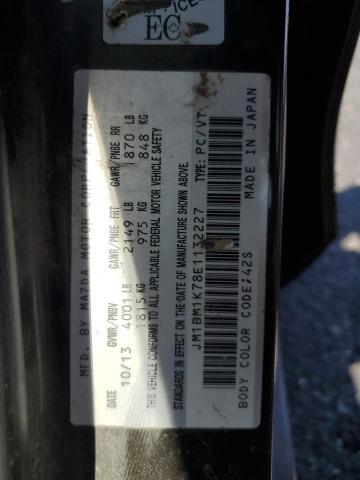 EC
MFD. BY MAZDA MOTOR CORPORATION
DATE GVWR/PNBV GAWR/PNBE FRT GAWR/PNBE RR
10/13 4001 LB 2149 LB 1870 LB
1815 KG 975 KG 848 KG
THIS VEHICLE CONFORMS TO ALL APPLICABLE FEDERAL MOTOR VEHICLE SAFETY
STANDARDS IN EFFECT ON THE DATE OF MANUFACTURE SHOWN ABOVE.
JM1BM1K78E1132227 TYPE: PC/VT
BODY COLOR CODE:42S MADE IN JAPAN